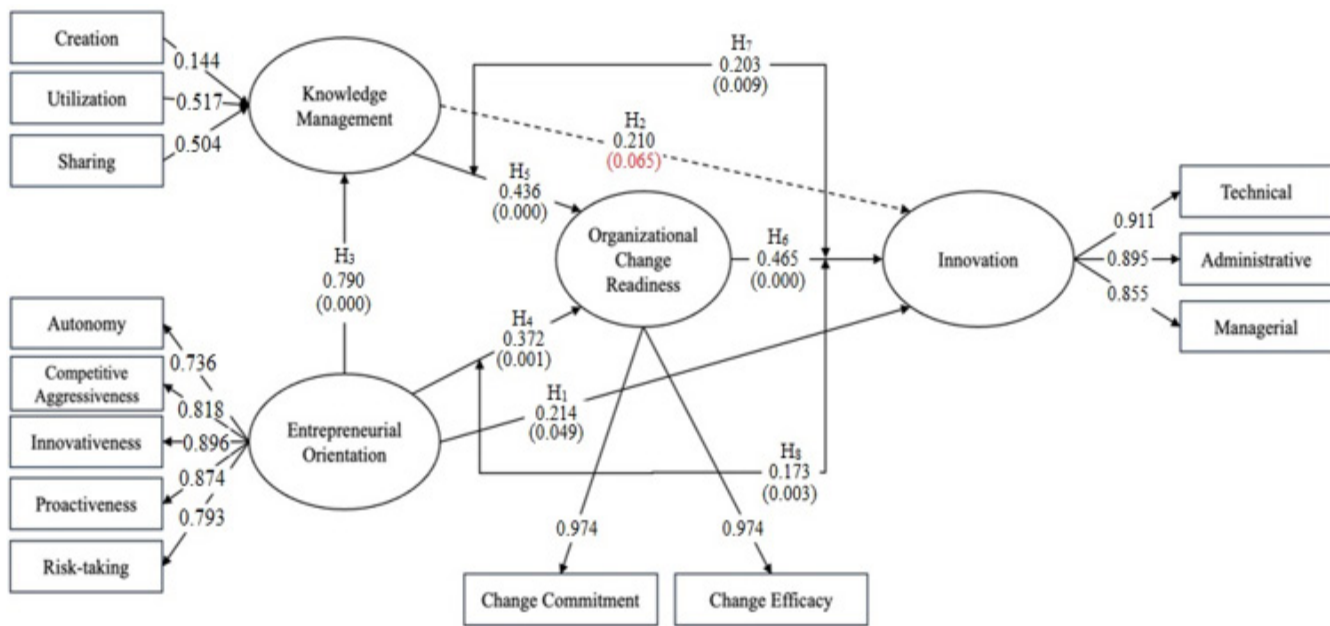 Creation
0.144
Utilization
0.517
Sharing
0.504
Knowledge
Management
H₇
0.203
(0.009)
H₂
0.210
(0.065)
H₅
0.436
(0.000)
H₃
0.790
(0.000)
Organizational
Change
Readiness
H₆
0.465
(0.000)
Innovation
0.911
Technical
0.895
Administrative
0.855
Managerial
Autonomy
0.736
Competitive
Aggressiveness
0.818
Innovativeness
0.896
Proactiveness
0.874
Risk-taking
0.793
Entrepreneurial
Orientation
H₄
0.372
(0.001)
H₁
0.214
(0.049)
H₈
0.173
(0.003)
0.974
0.974
Change Commitment
Change Efficacy